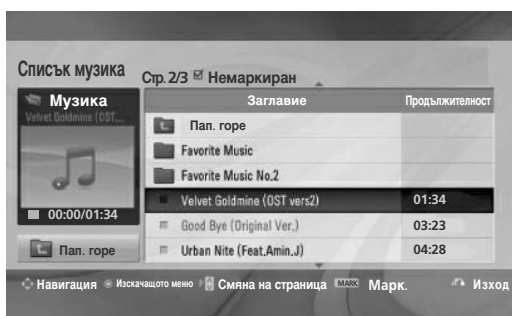 Списък музика
Стр. 2/3 Немаркиран
Музика
Velvet Goldmine (OST...
00:00/01:34
Пап. горе
Заглавие Продължителност
Пап. горе
Favorite Music
Favorite Music No.2
Velvet Goldmine (OST vers2) 01:34
Good Bye (Original Ver.) 03:23
Urban Nite (Feat.Amin.J) 04:28
Навигация Изскачащото меню Смяна на страница MARK Марк. Изход